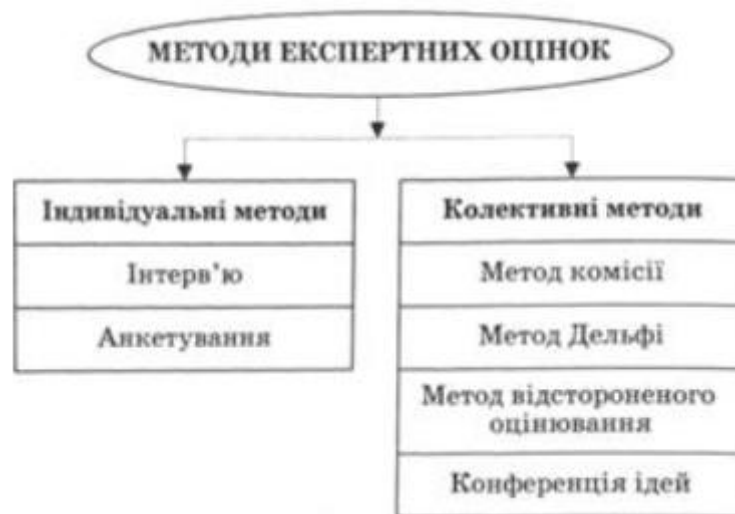 МЕТОДИ ЕКСПЕРТНИХ ОЦІНОК
Індивідуальні методи
Інтерв’ю
Анкетування
Колективні методи
Метод комісії
Метод Дельфі
Метод відстороненого
оцінювання
Конференція ідей